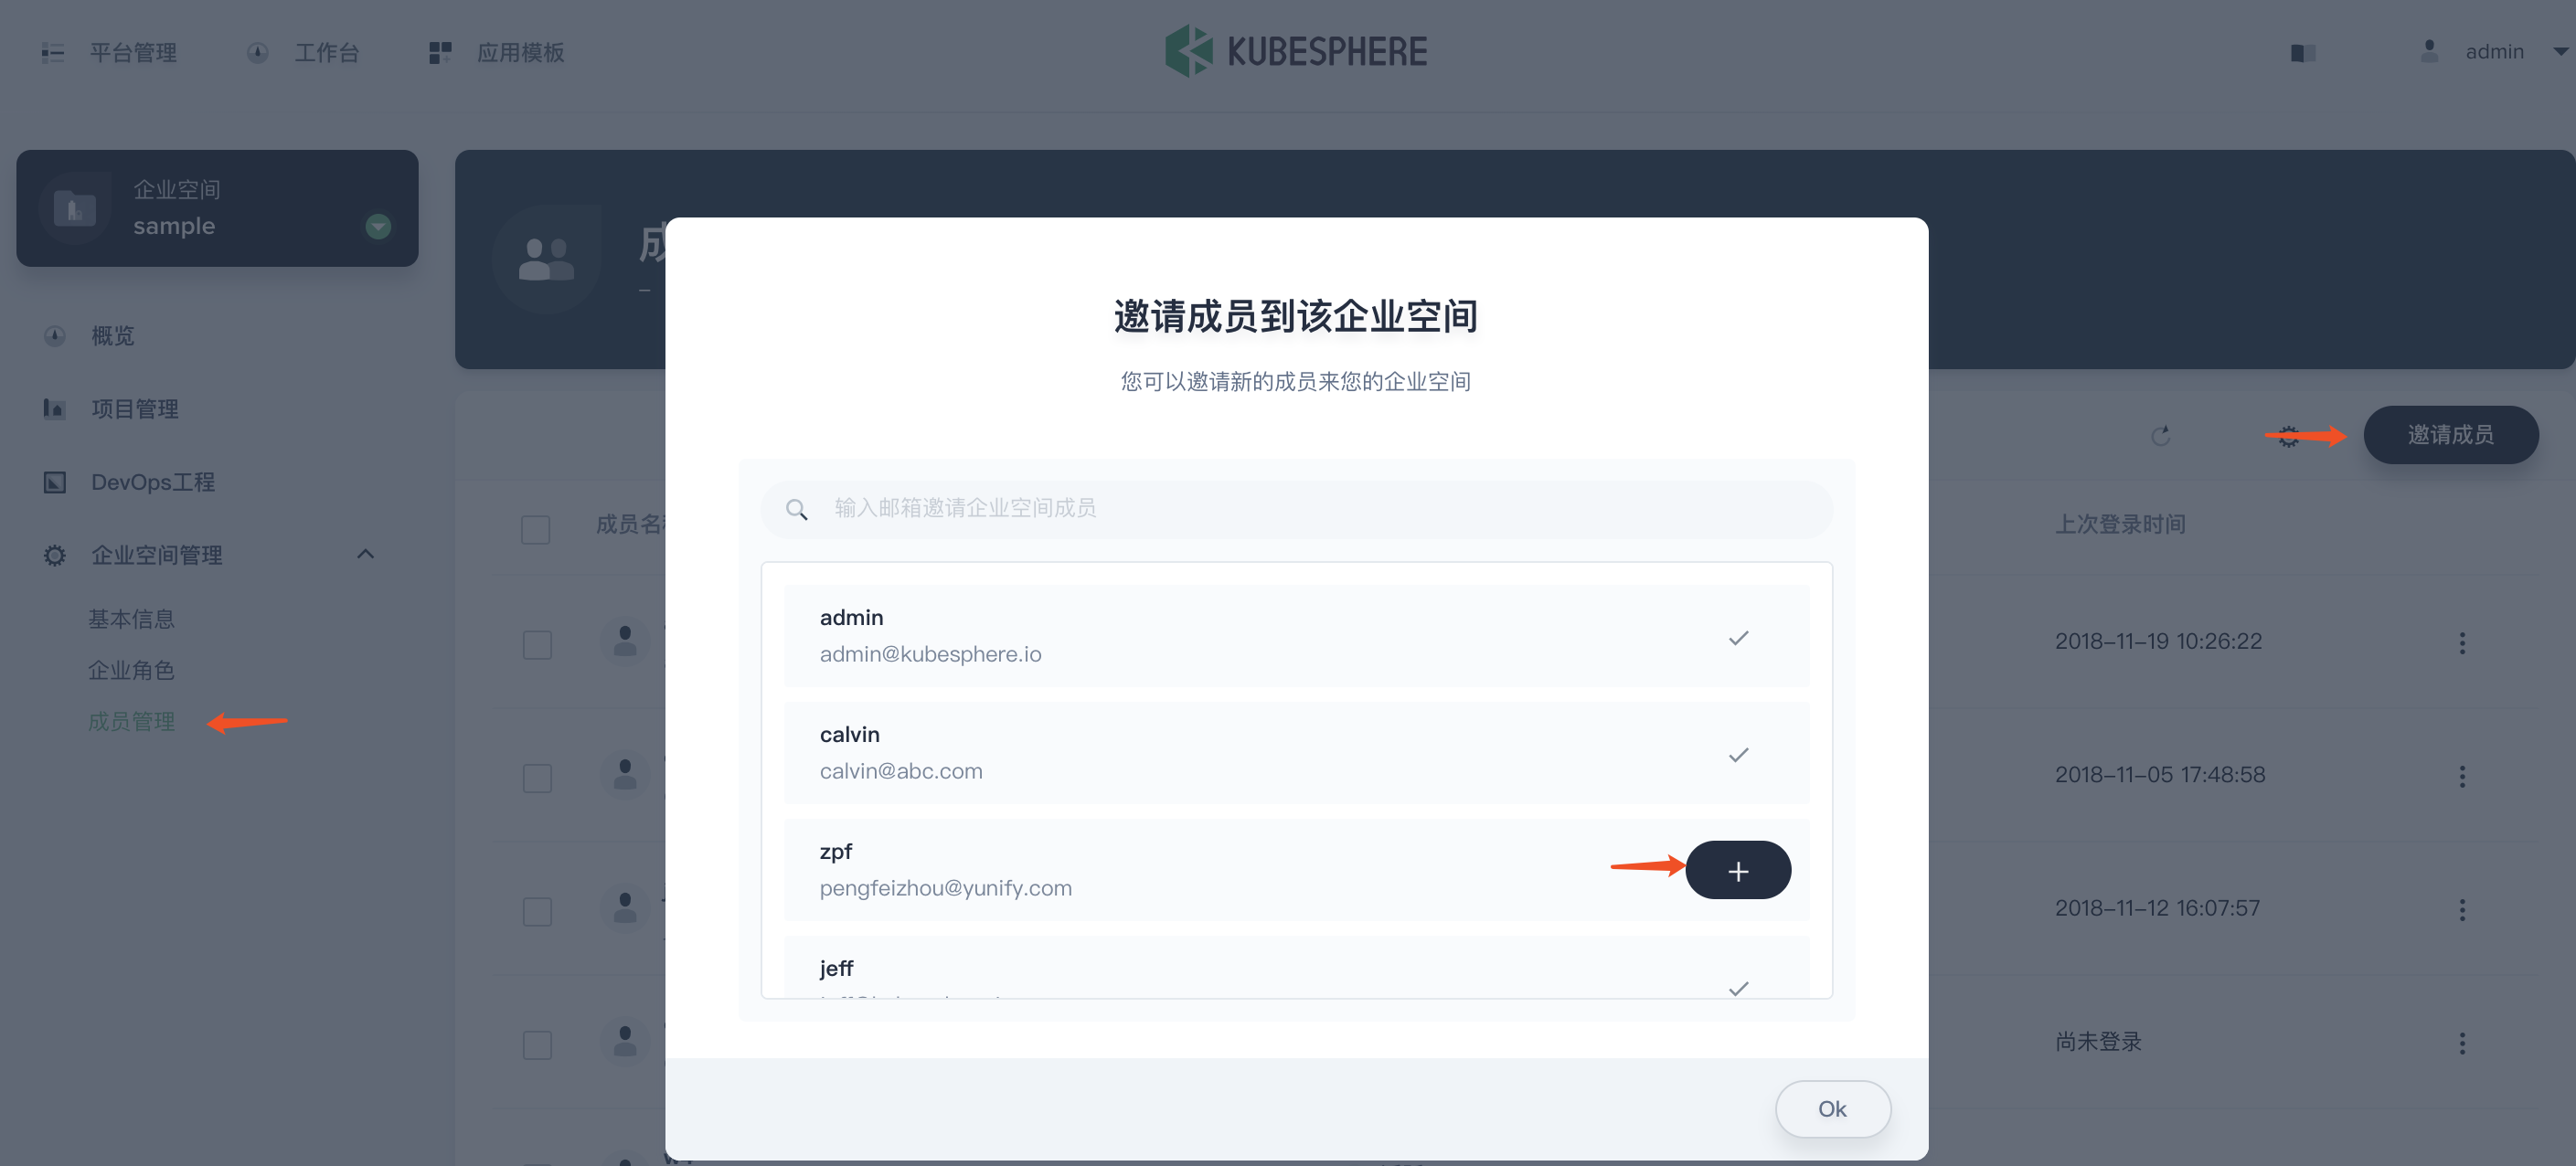 平台管理
工作台
应用模板
KUBESPHERE
admin
企业空间
sample
概览
项目管理
DevOps工程
企业空间管理
基本信息
企业角色
成员管理
邀请成员到该企业空间
您可以邀请新的成员来您的企业空间
输入邮箱邀请企业空间成员
admin
admin@kubesphere.io
calvin
calvin@abc.com
zpf
pengfeizhou@yunify.com
jeff
Ok
邀请成员
成员名
上次登录时间
2018-11-19 10:26:22
2018-11-05 17:48:58
2018-11-12 16:07:57
尚未登录